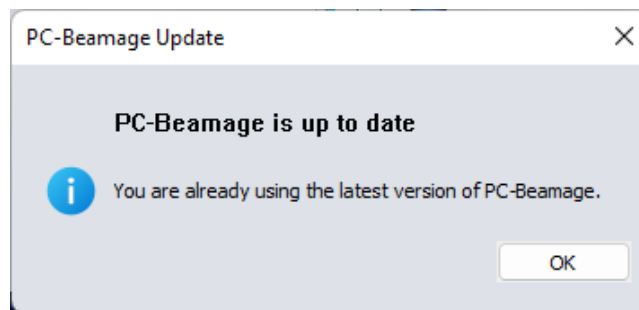 PC-Beamage Update
PC-Beamage is up to date
You are already using the latest version of PC-Beamage.
OK